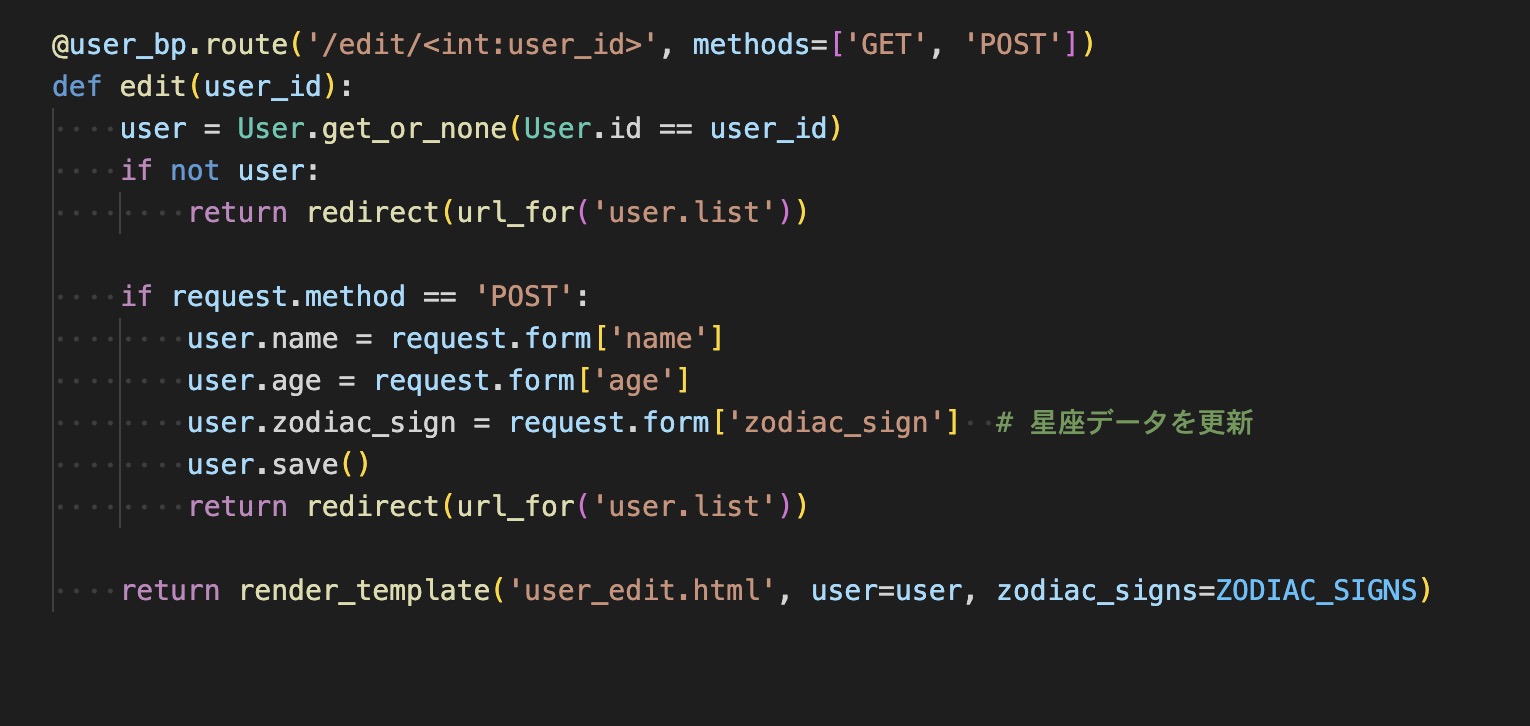 @user_bp.route('/edit/<int:user_id>', methods=['GET', 'POST'])
def edit(user_id):
    user = User.get_or_none(User.id == user_id)
    if not user:
        return redirect(url_for('user.list'))

    if request.method == 'POST':
        user.name = request.form['name']
        user.age = request.form['age']
        user.zodiac_sign = request.form['zodiac_sign']  # 星座データを更新
        user.save()
        return redirect(url_for('user.list'))

    return render_template('user_edit.html', user=user, zodiac_signs=ZODIAC_SIGNS)